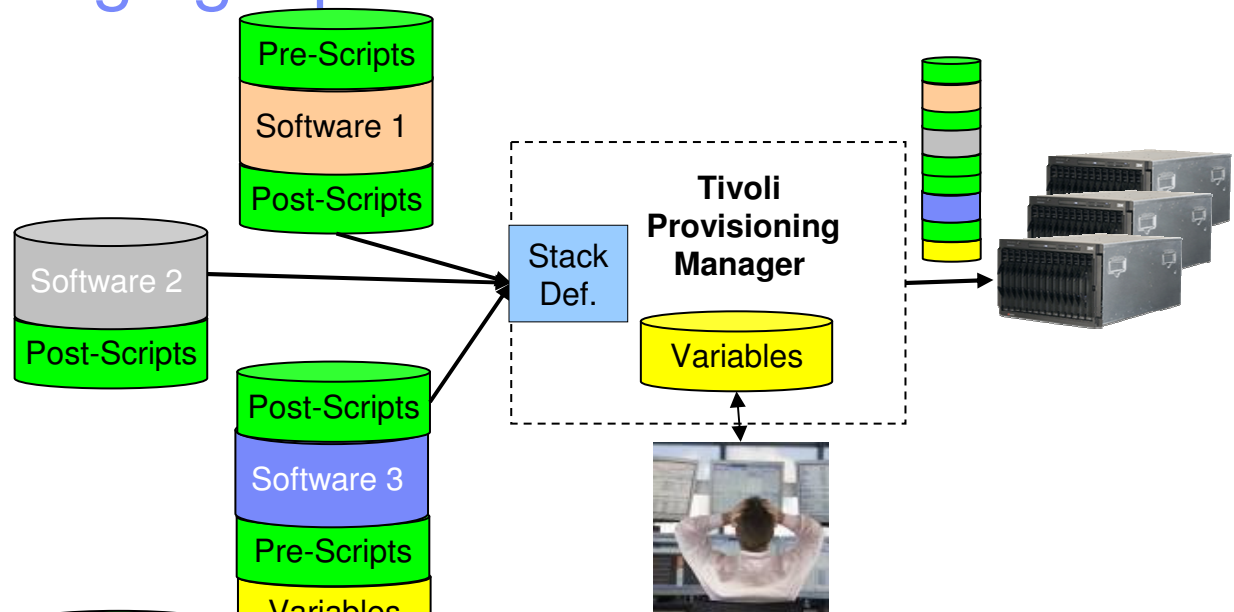 Pre-Scripts
Software 1
Post-Scripts
Software 2
Post-Scripts
Post-Scripts
Software 3
Pre-Scripts
Variables
Stack
Def.
Tivoli
Provisioning
Manager
Variables